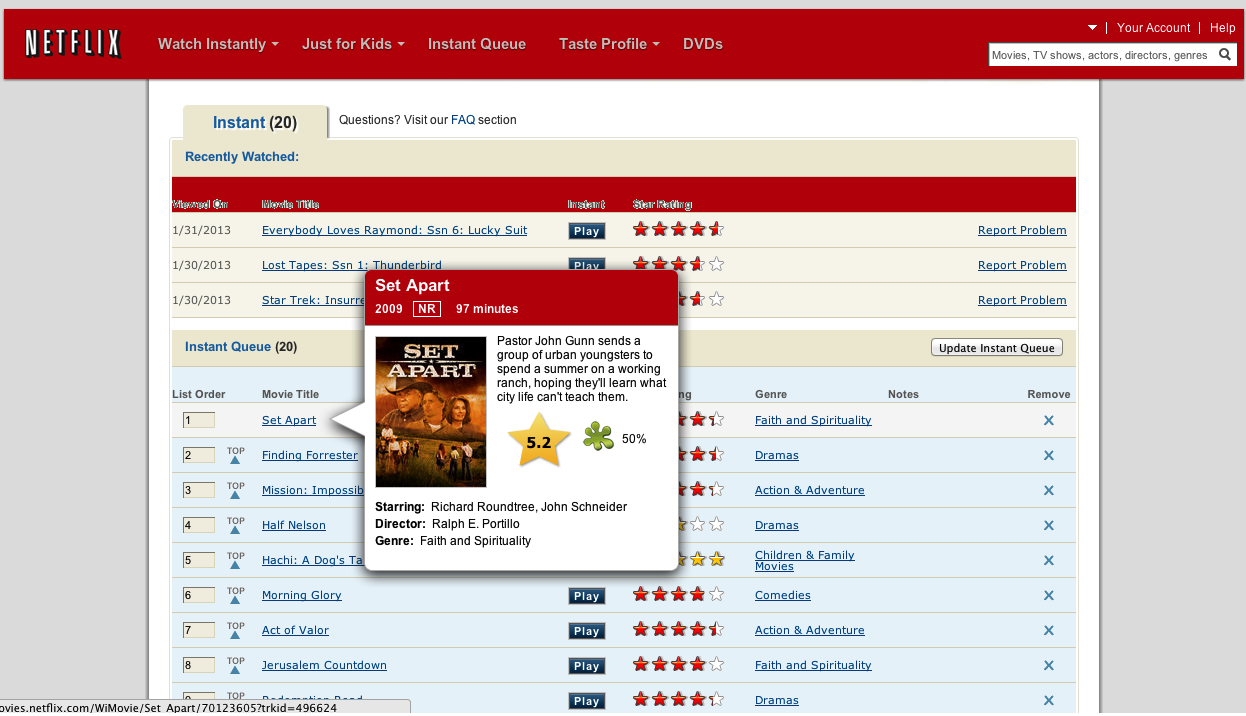 NETFLIX
Watch Instantly
Just for Kids
Instant Queue
Taste Profile
DVDs
Your Account
Help
Movies, TV shows, actors, directors, genres
Instant (20)
Questions? Visit our FAQ section
Recently Watched:
Viewed On Movie Title Instant Star Rating
1/31/2013 Everybody Loves Raymond: Ssn 6: Lucky Suit Play Report Problem
1/30/2013 Lost Tapes: Ssn 1: Thunderbird Play Report Problem
1/30/2013 Star Trek: Insurre Report Problem
Set Apart
2009 NR 97 minutes
SET APART
Pastor John Gunn sends a
group of urban youngsters to
spend a summer on a working
ranch, hoping they'll learn what
city life can't teach them.
5.2 50%
Starring: Richard Roundtree, John Schneider
Director: Ralph E. Portillo
Genre: Faith and Spirituality
Instant Queue (20) Update Instant Queue
List Order Movie Title ng Genre Notes Remove
1 Set Apart Faith and Spirituality X
2 TOP Finding Forrester Dramas X
3 TOP Mission: Impossib Action & Adventure X
4 TOP Half Nelson Dramas X
5 TOP Hachi: A Dog's Ta Children & Family
Movies X
6 TOP Morning Glory Play Comedies X
7 TOP Act of Valor Play Action & Adventure X
8 TOP Jerusalem Countdown Play Faith and Spirituality X
9 TOP Redemption Road Play Dramas X
ovies.netflix.com/WiMovie/Set_Apart/70123605?trkid=496624